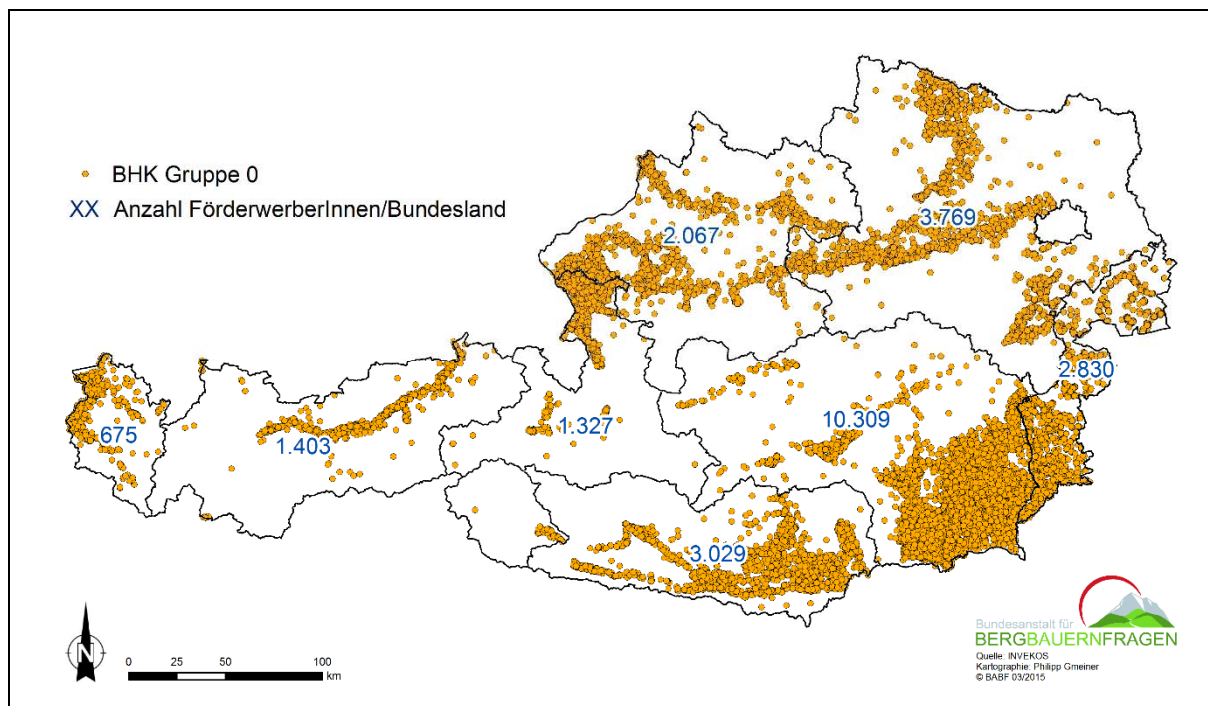 BHK Gruppe 0
XX Anzahl FörderwerberInnen/Bundesland
3.769
2.067
2.830
675
1.403
1.327
10.309
3.029
N
0 25 50 100
km
Bundesanstalt für
BERGBAUERNFRAGEN
Quelle: INVEKOS
Kartographie: Philipp Gmeiner
© BABF 03/2015